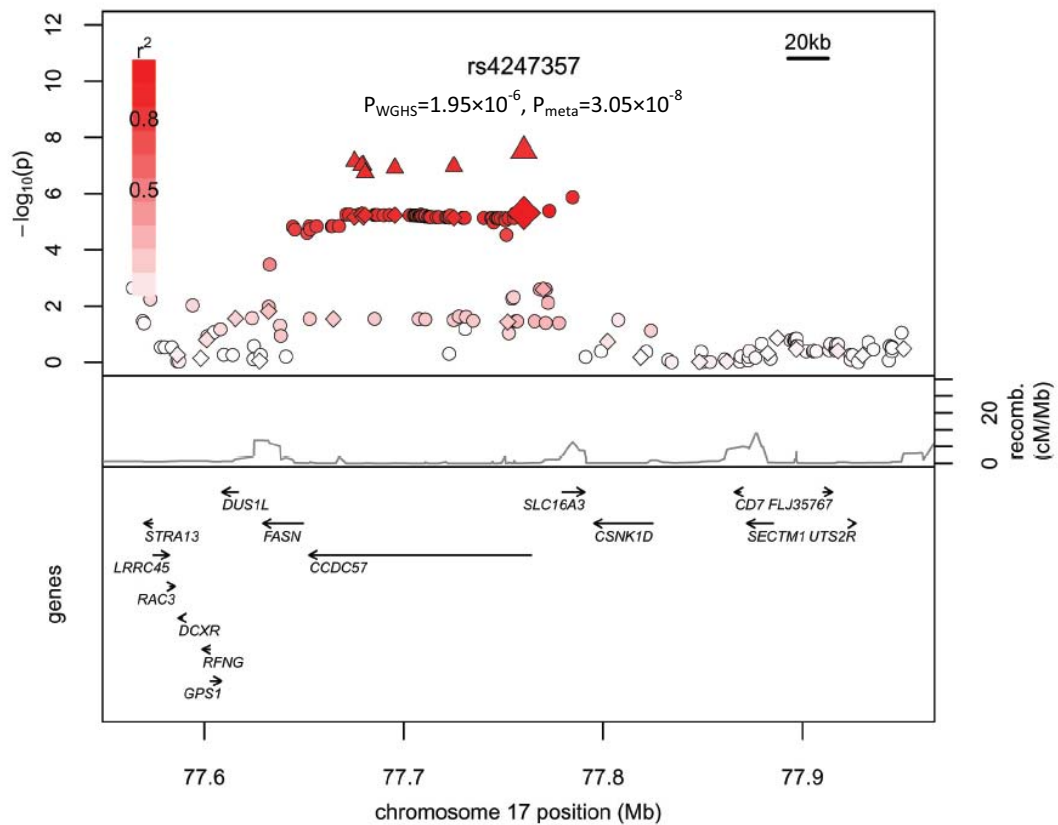 12
10
8
6
4
2
0
−log10(p)
r2
0.8
0.5
rs4247357
PWGHS=1.95×10-6, Pmeta=3.05×10-8
20kb
20
0
recomb.
(cM/Mb)
genes
DUS1L
SLC16A3
CD7 FLJ35767
STRA13
FASN
CSNK1D
SECTM1 UTS2R
LRRC45
CCDC57
RAC3
DCXR
RFNG
GPS1
77.6
77.7
77.8
77.9
chromosome 17 position (Mb)